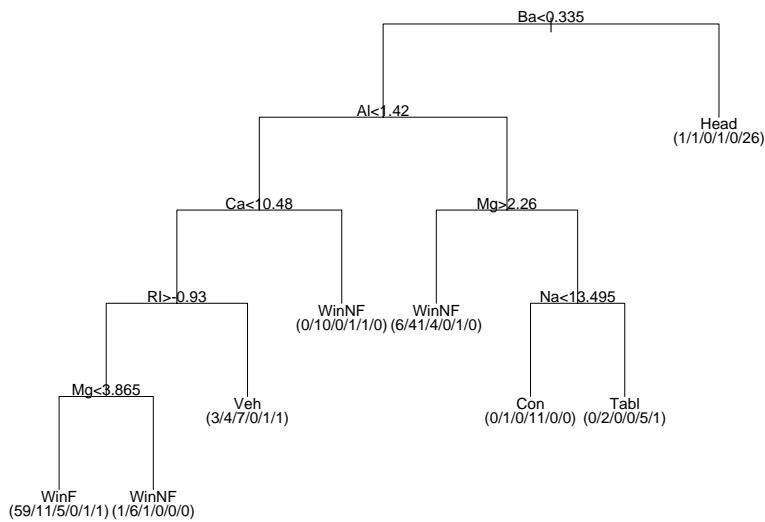 Ba<0.335
Al<1.42
Head
(1/1/0/1/0/26)
Ca<10.48
Mg>2.26
RI>-0.93
WinNF
(0/10/0/1/1/0)
WinNF
(6/41/4/0/1/0)
Na<13.495
Mg<3.865
Veh
(3/4/7/0/1/1)
Con
(0/1/0/11/0/0)
Tabl
(0/2/0/0/5/1)
WinF
(59/11/5/0/1/1)
WinNF
(1/6/1/0/0/0)